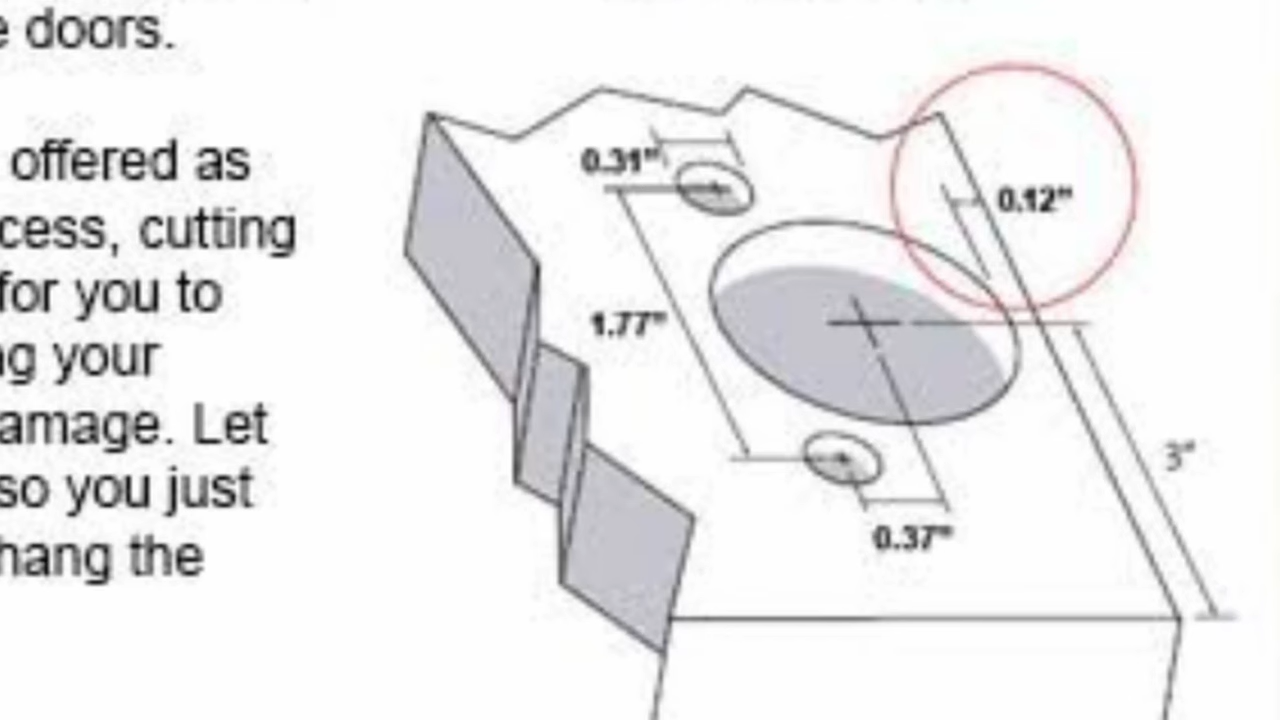 e doors.
offered as
cess, cutting
for you to
ng your
amage. Let
so you just
hang the
0.31"
0.12"
1.77"
3"
0.37"